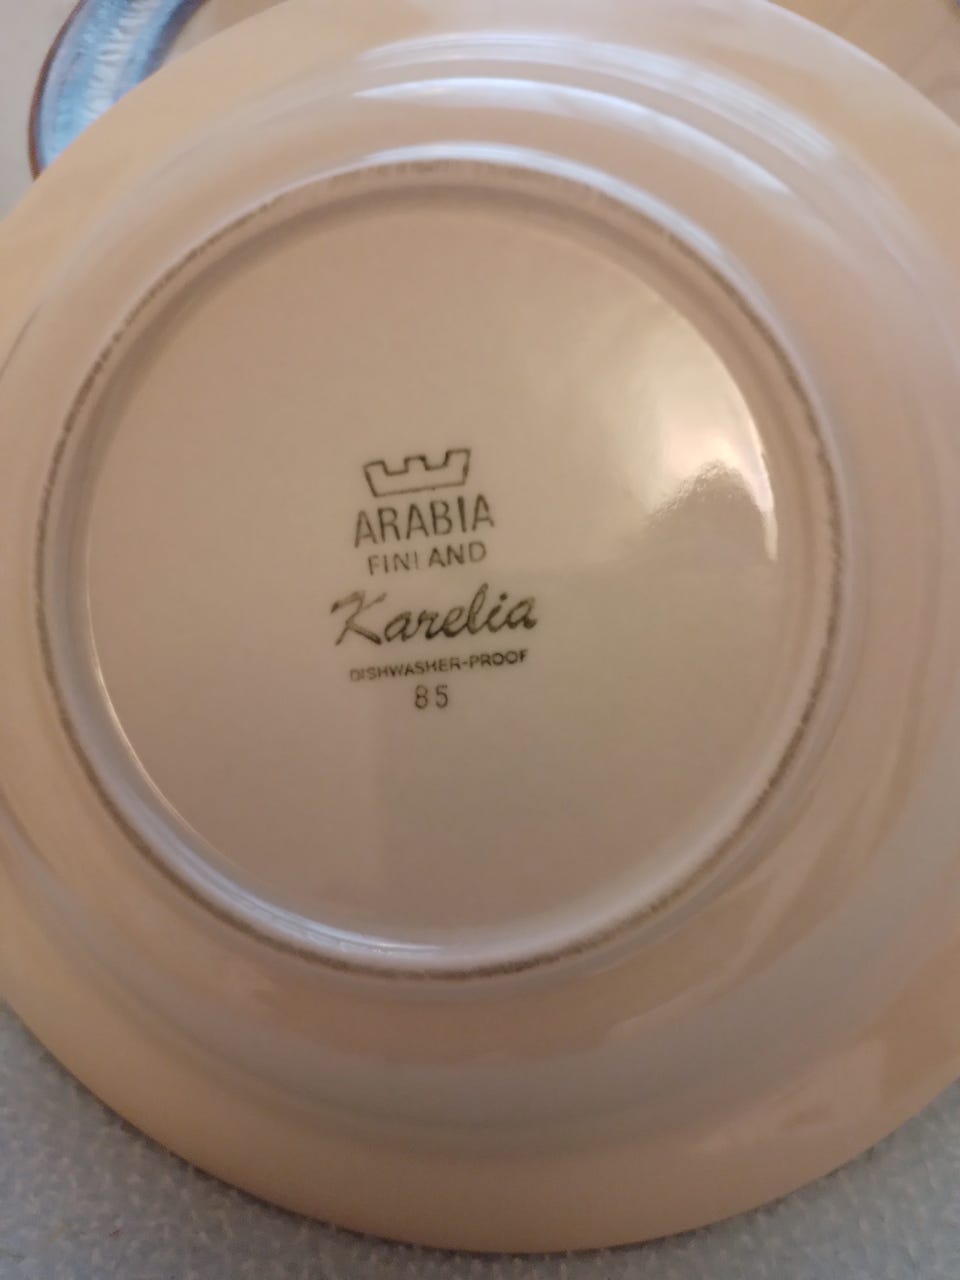 ARABIA
FINLAND
Karelia
DISHWASHER-PROOF
85